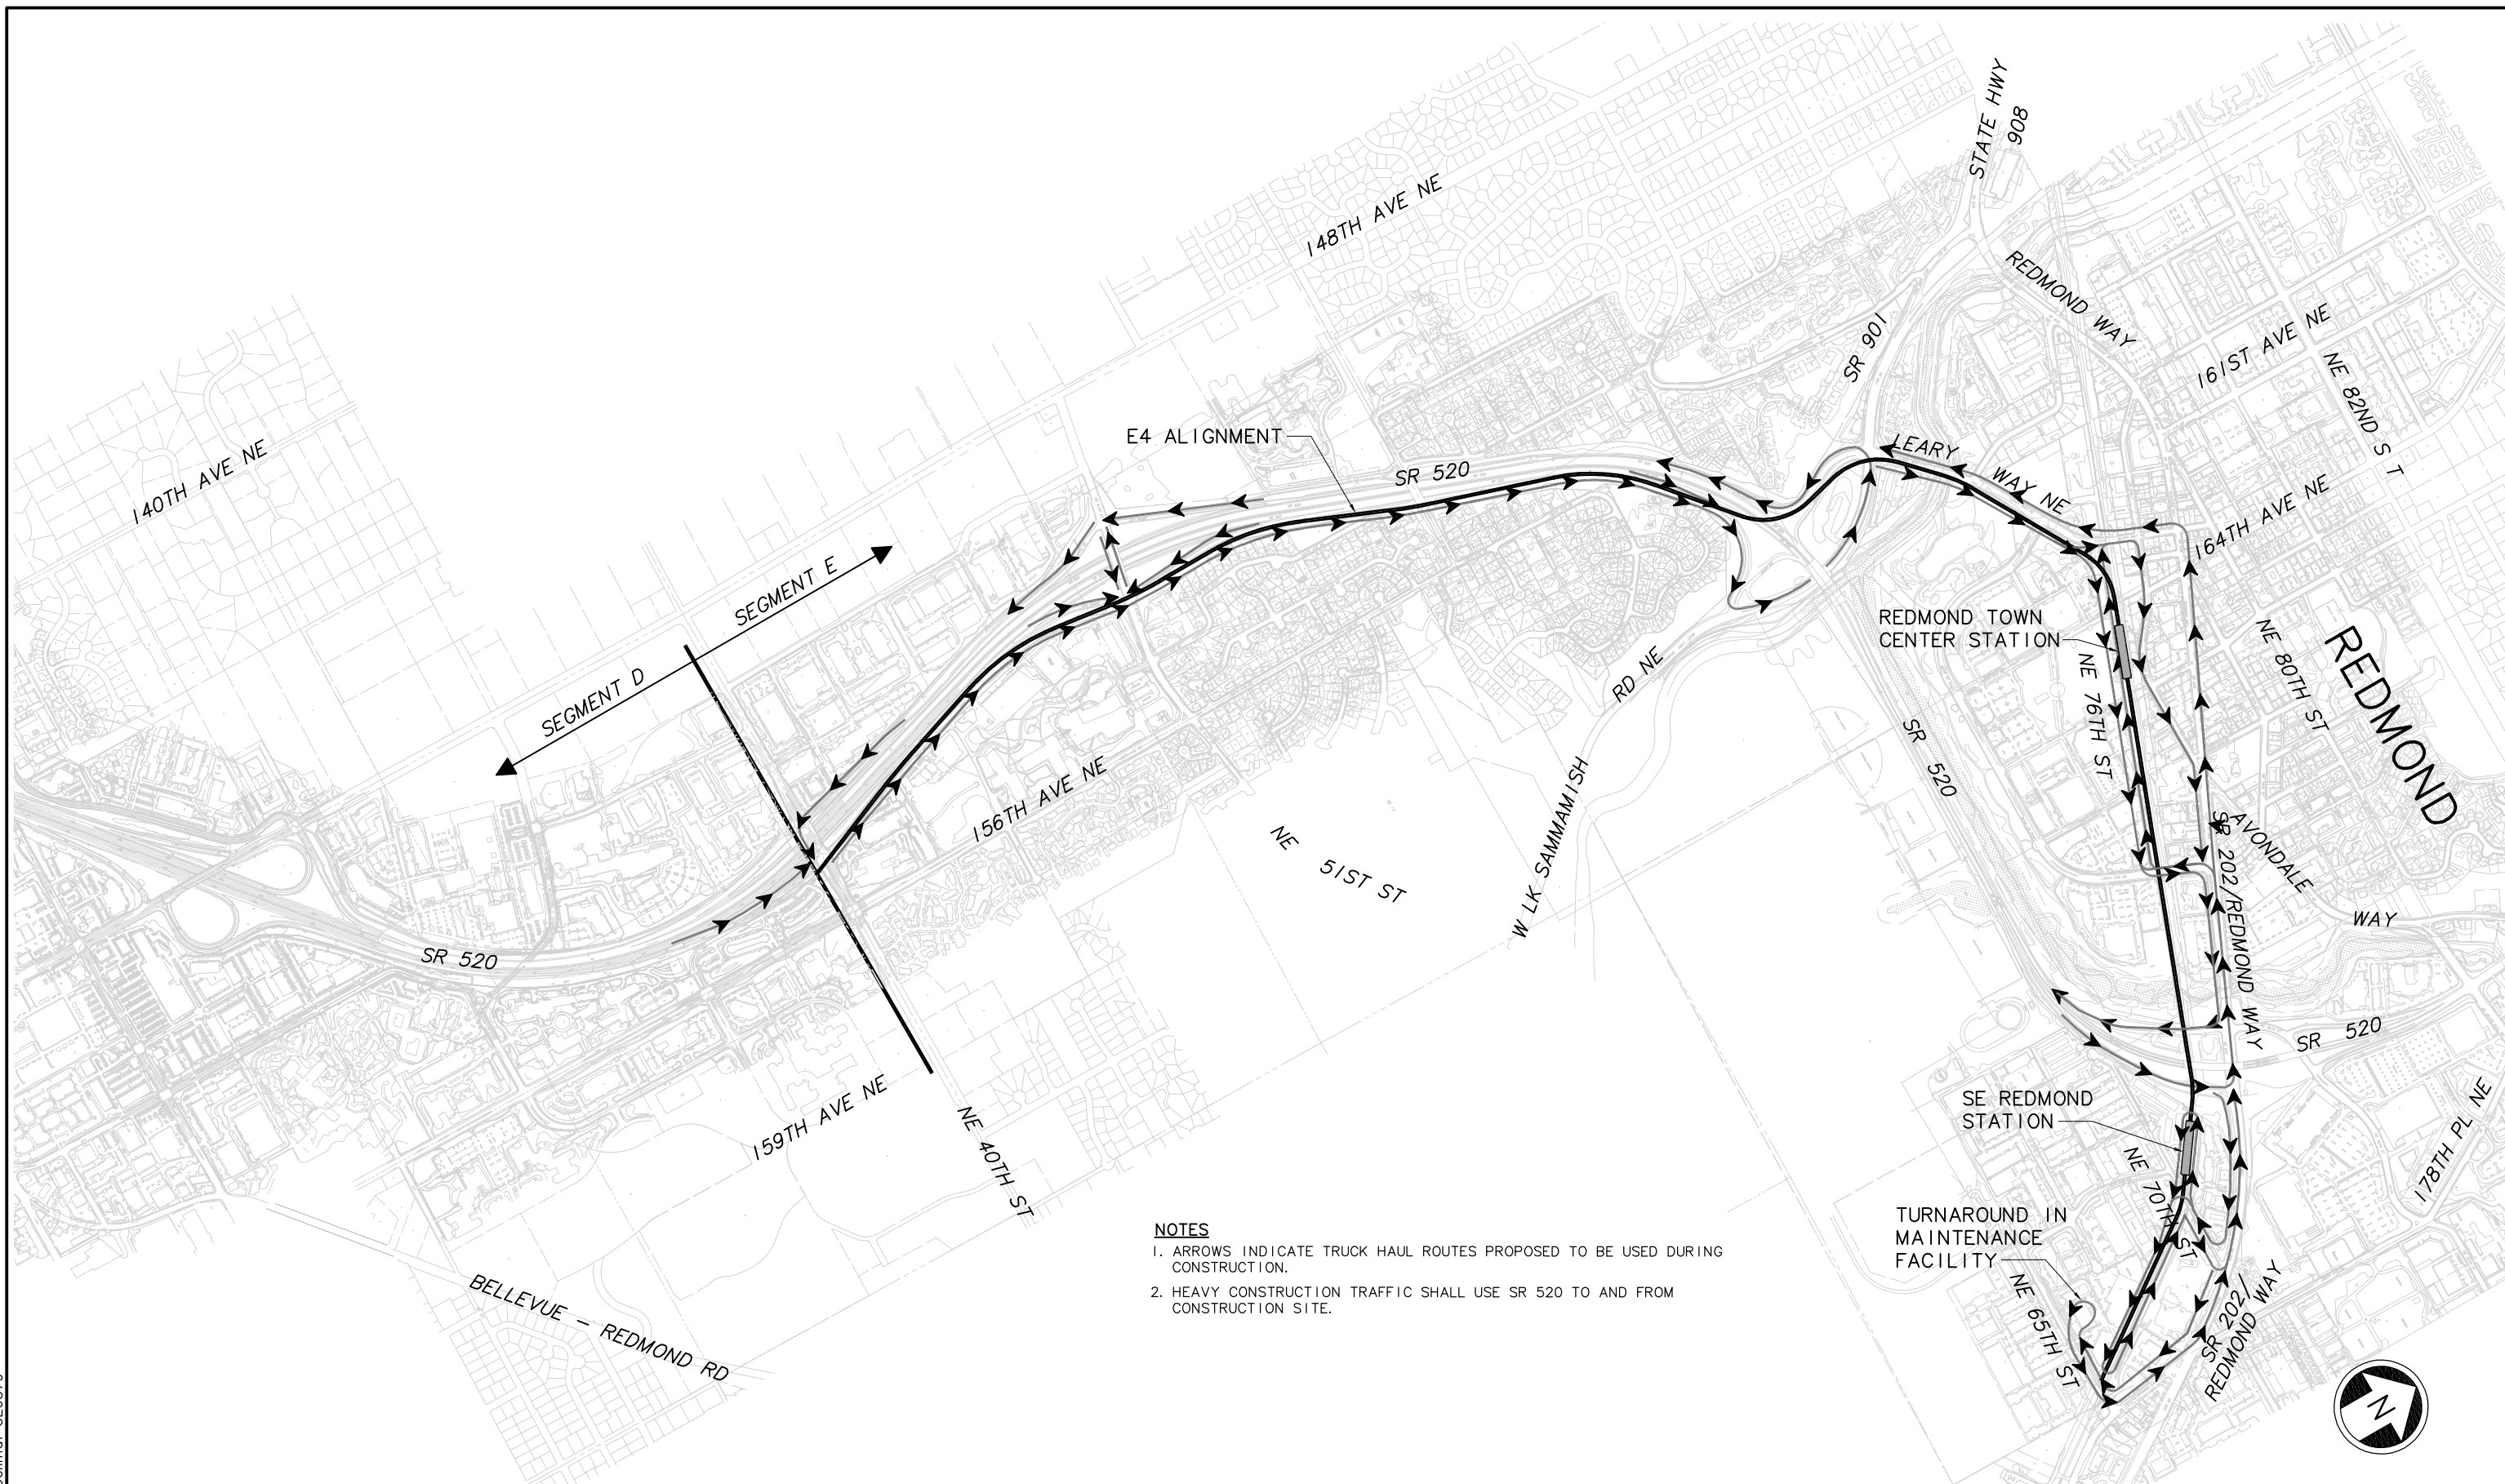 STATE HWY
908
148TH AVE NE
REDMOND WAY
161ST AVE NE
SR 901
NE 82ND ST
140TH AVE NE
E4 ALIGNMENT
SR 520
LEARY
WAY NE
164TH AVE NE
SEGMENT E
SEGMENT D
REDMOND TOWN
CENTER STATION
NE 76TH ST
NE 80TH ST
REDMOND
RD NE
W LK SAMMAMISH
SR 520
156TH AVE NE
NE 51ST ST
SR 202/REDMOND WAY
AVONDALE
WAY
SR 520
SR 520
159TH AVE NE
NE 40TH ST
SE REDMOND
STATION
NE 70TH ST
178TH PL NE
TURNAROUND IN
MAINTENANCE
FACILITY
NE 65TH ST
SR 202/
REDMOND WAY
BELLEVUE – REDMOND RD
NOTES
1. ARROWS INDICATE TRUCK HAUL ROUTES PROPOSED TO BE USED DURING
CONSTRUCTION.
2. HEAVY CONSTRUCTION TRAFFIC SHALL USE SR 520 TO AND FROM
CONSTRUCTION SITE.
N